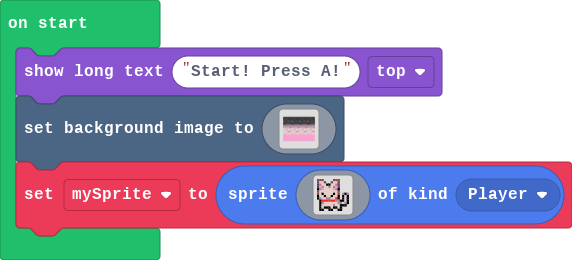 on start
show long text "Start! Press A!" top
set background image to
set mySprite to sprite of kind Player